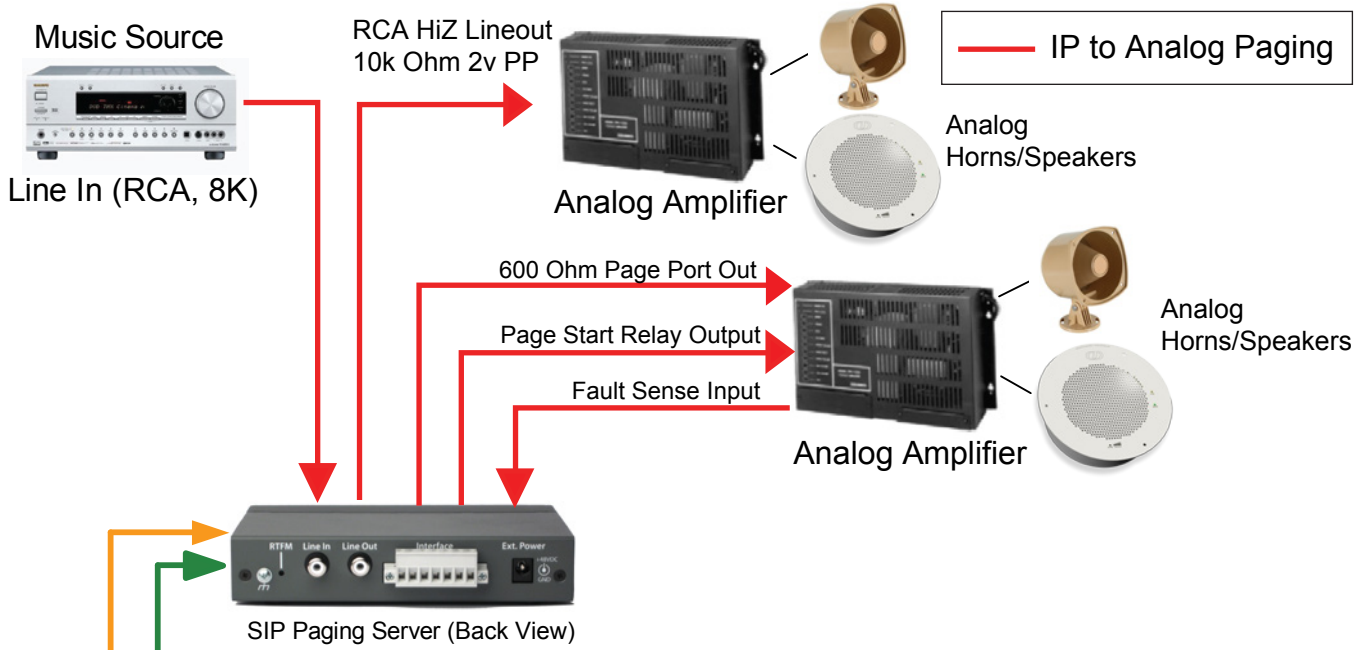 Music Source
Line In (RCA, 8K)
RCA HiZ Lineout
10k Ohm 2v PP
Analog Amplifier
Analog
Horns/Speakers
IP to Analog Paging
600 Ohm Page Port Out
Page Start Relay Output
Fault Sense Input
Analog Amplifier
Analog
Horns/Speakers
RTFM
Line In
Line Out
Interface
Ext. Power
+48VDC
GND
SIP Paging Server (Back View)